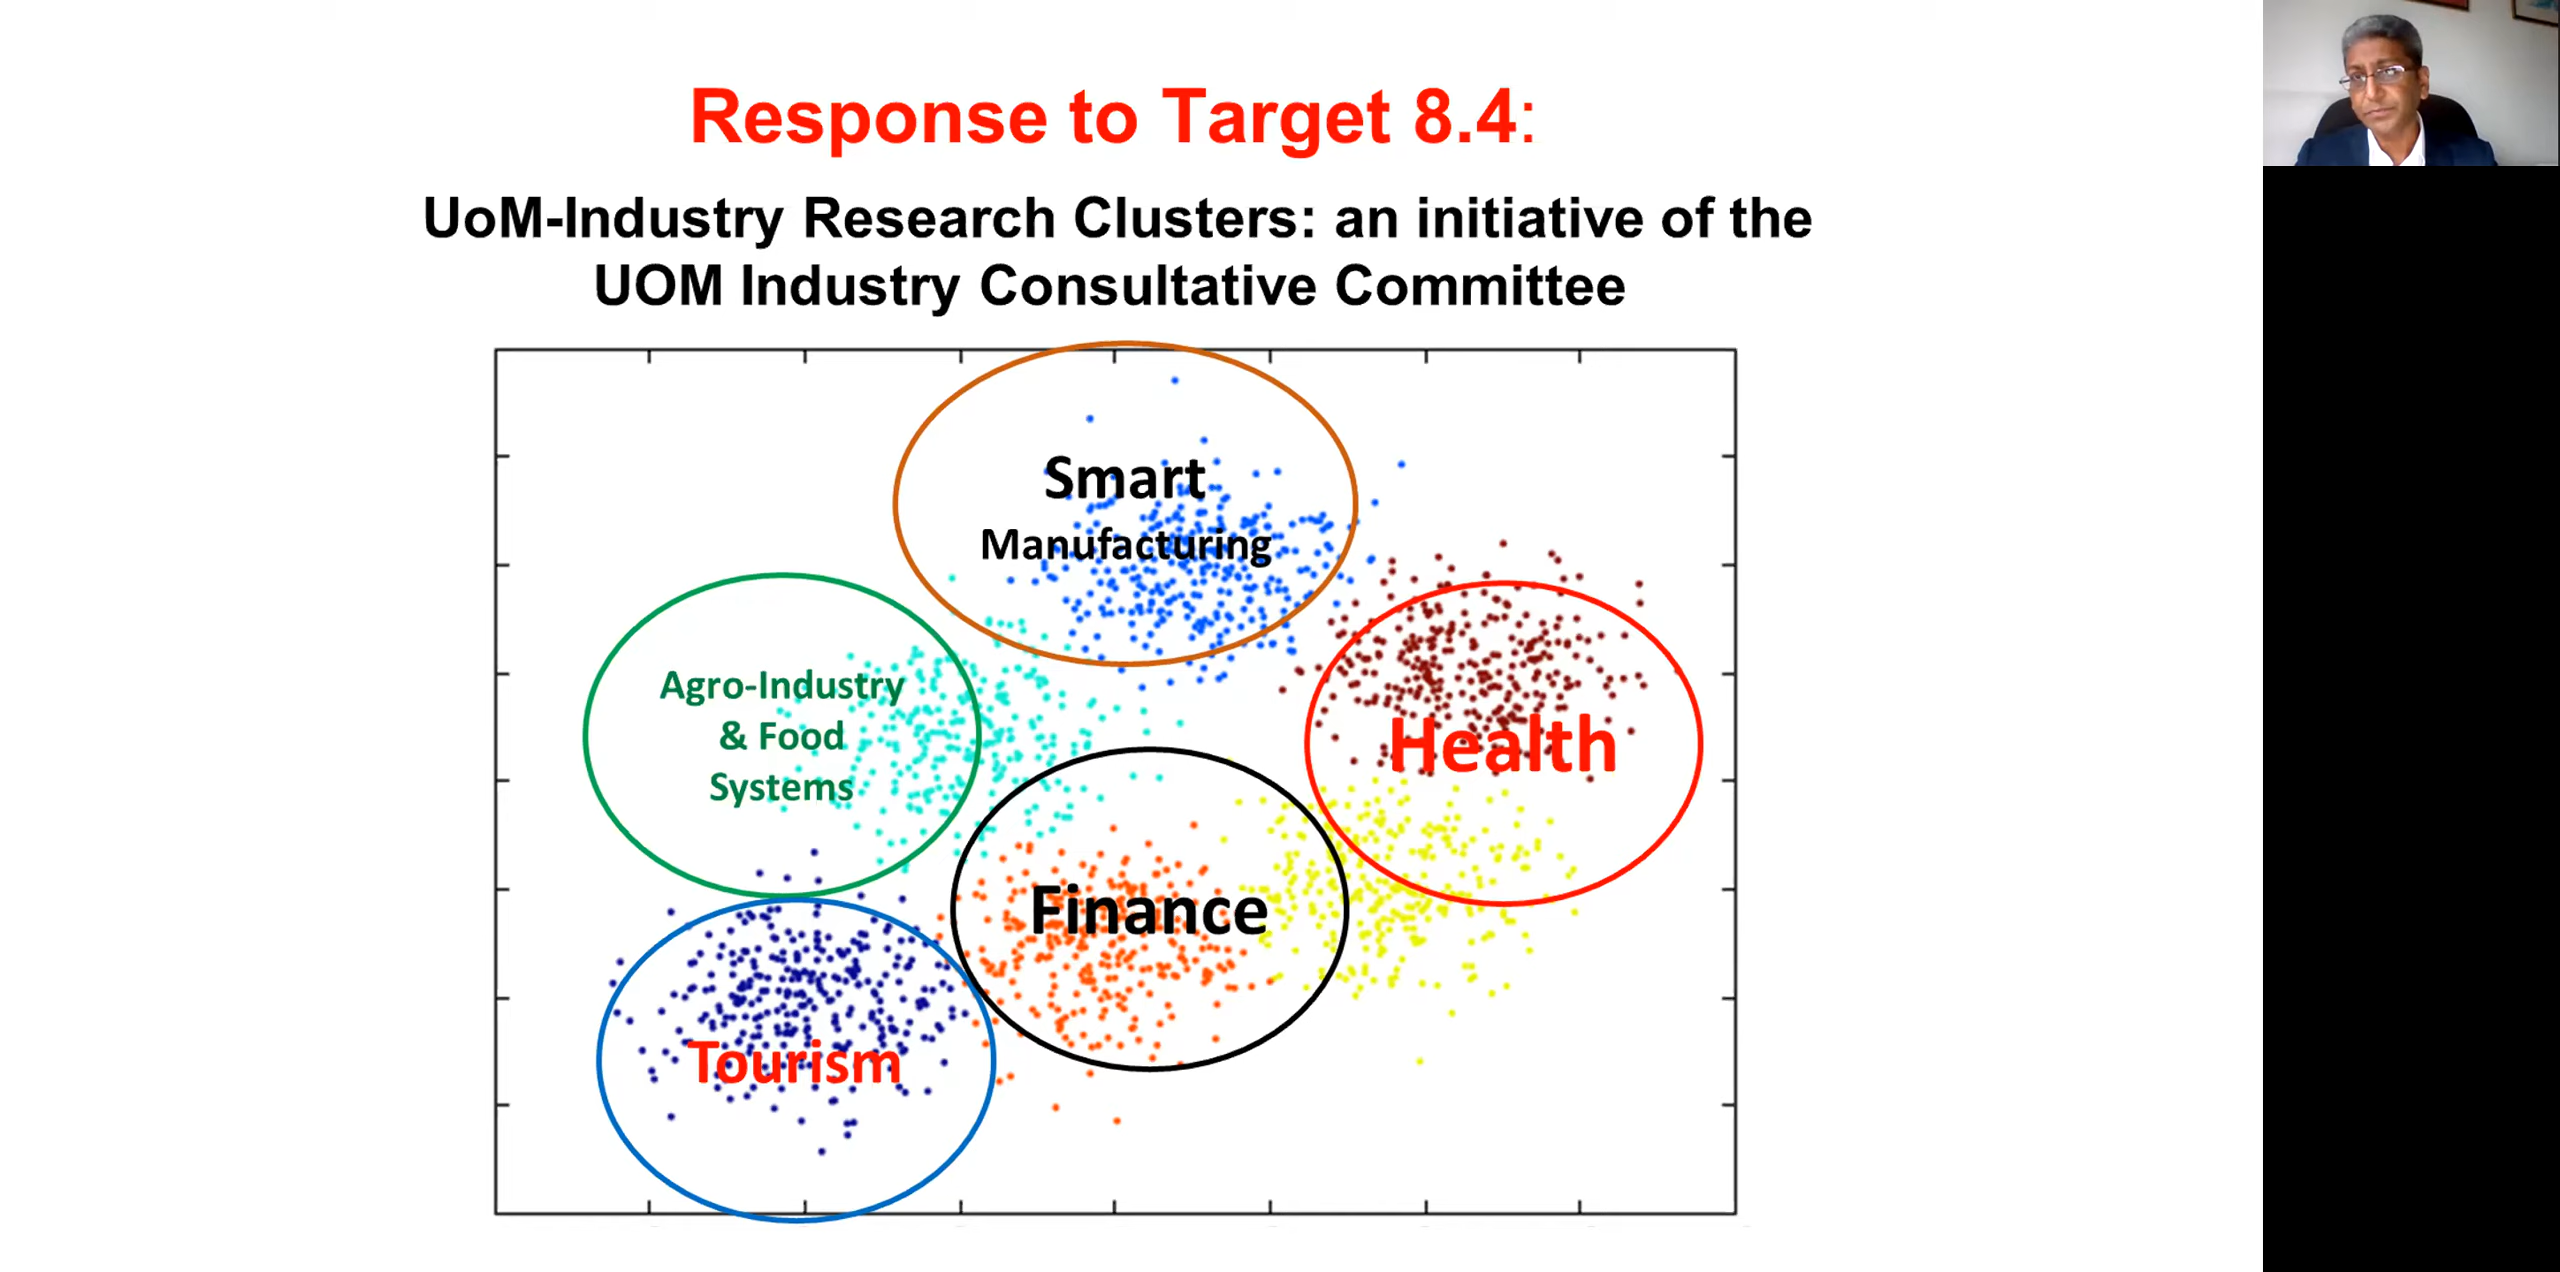 Response to Target 8.4:
UoM-Industry Research Clusters: an initiative of the
UOM Industry Consultative Committee
Smart
Manufacturing
Agro-Industry
& Food
Systems
Health
Finance
Tourism